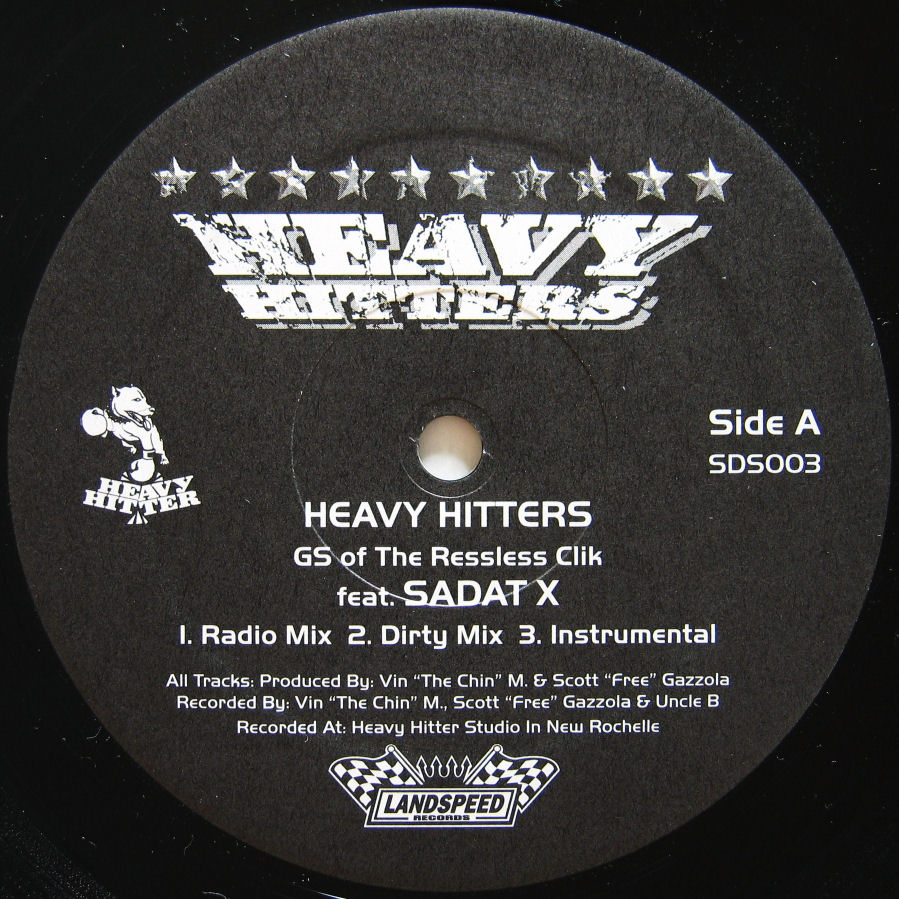 HEAVY
HITTERS
Side A
SDS003
HEAVY
HITTER
HEAVY HITTERS
GS of The Ressless Clik
feat. SADAT X
1. Radio Mix 2. Dirty Mix 3. Instrumental
All Tracks: Produced By: Vin “The Chin” M. & Scott “Free” Gazzola
Recorded By: Vin “The Chin” M., Scott “Free” Gazzola & Uncle B
Recorded At: Heavy Hitter Studio In New Rochelle
LANDSPEED
RECORDS